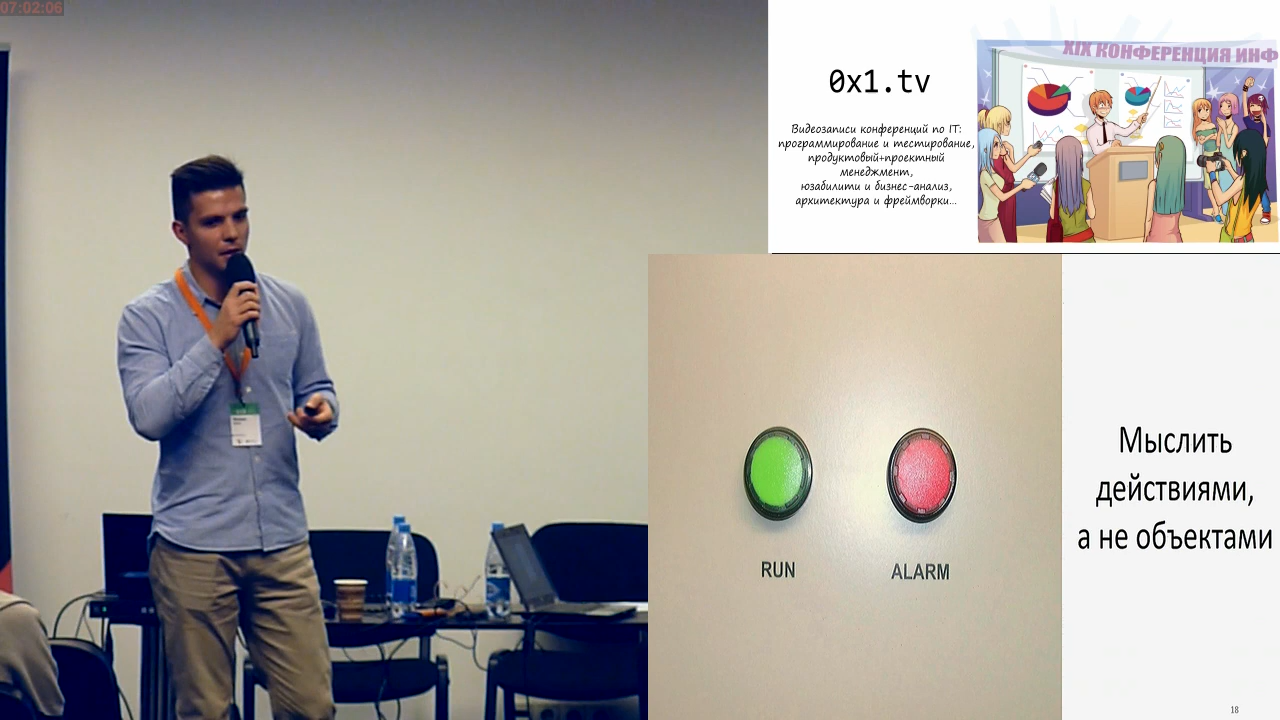 07:02:06
0x1.tv
Видеозаписи конференций по IT:
программирование и тестирование,
продуктовый+проектный
менеджмент,
юзабилити и бизнес-анализ,
архитектура и фреймворки...
XIX КОНФЕРЕНЦИЯ ИНФ
RUN
ALARM
Мыслить
действиями,
а не объектами
18